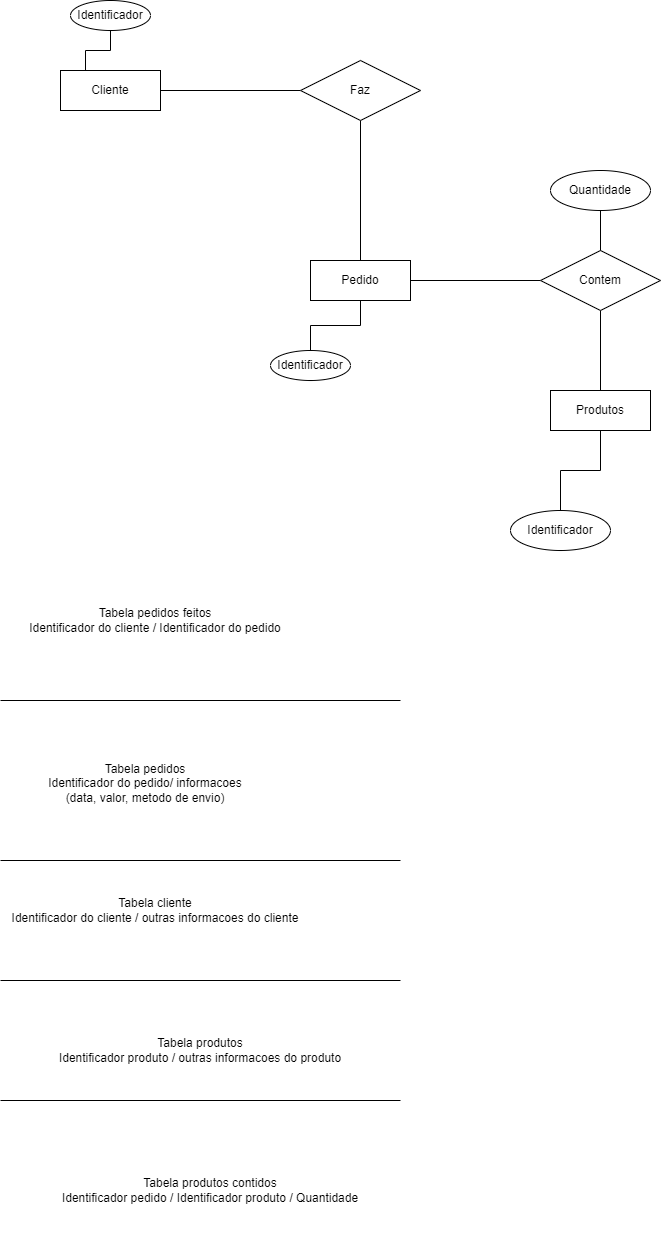 Identificador
Cliente
Faz
Quantidade
Pedido
Contem
Identificador
Produtos
Identificador
Tabela pedidos feitos
Identificador do cliente / Identificador do pedido
Tabela pedidos
Identificador do pedido/ informacoes
(data, valor, metodo de envio)
Tabela cliente
Identificador do cliente / outras informacoes do cliente
Tabela produtos
Identificador produto / outras informacoes do produto
Tabela produtos contidos
Identificador pedido / Identificador produto / Quantidade